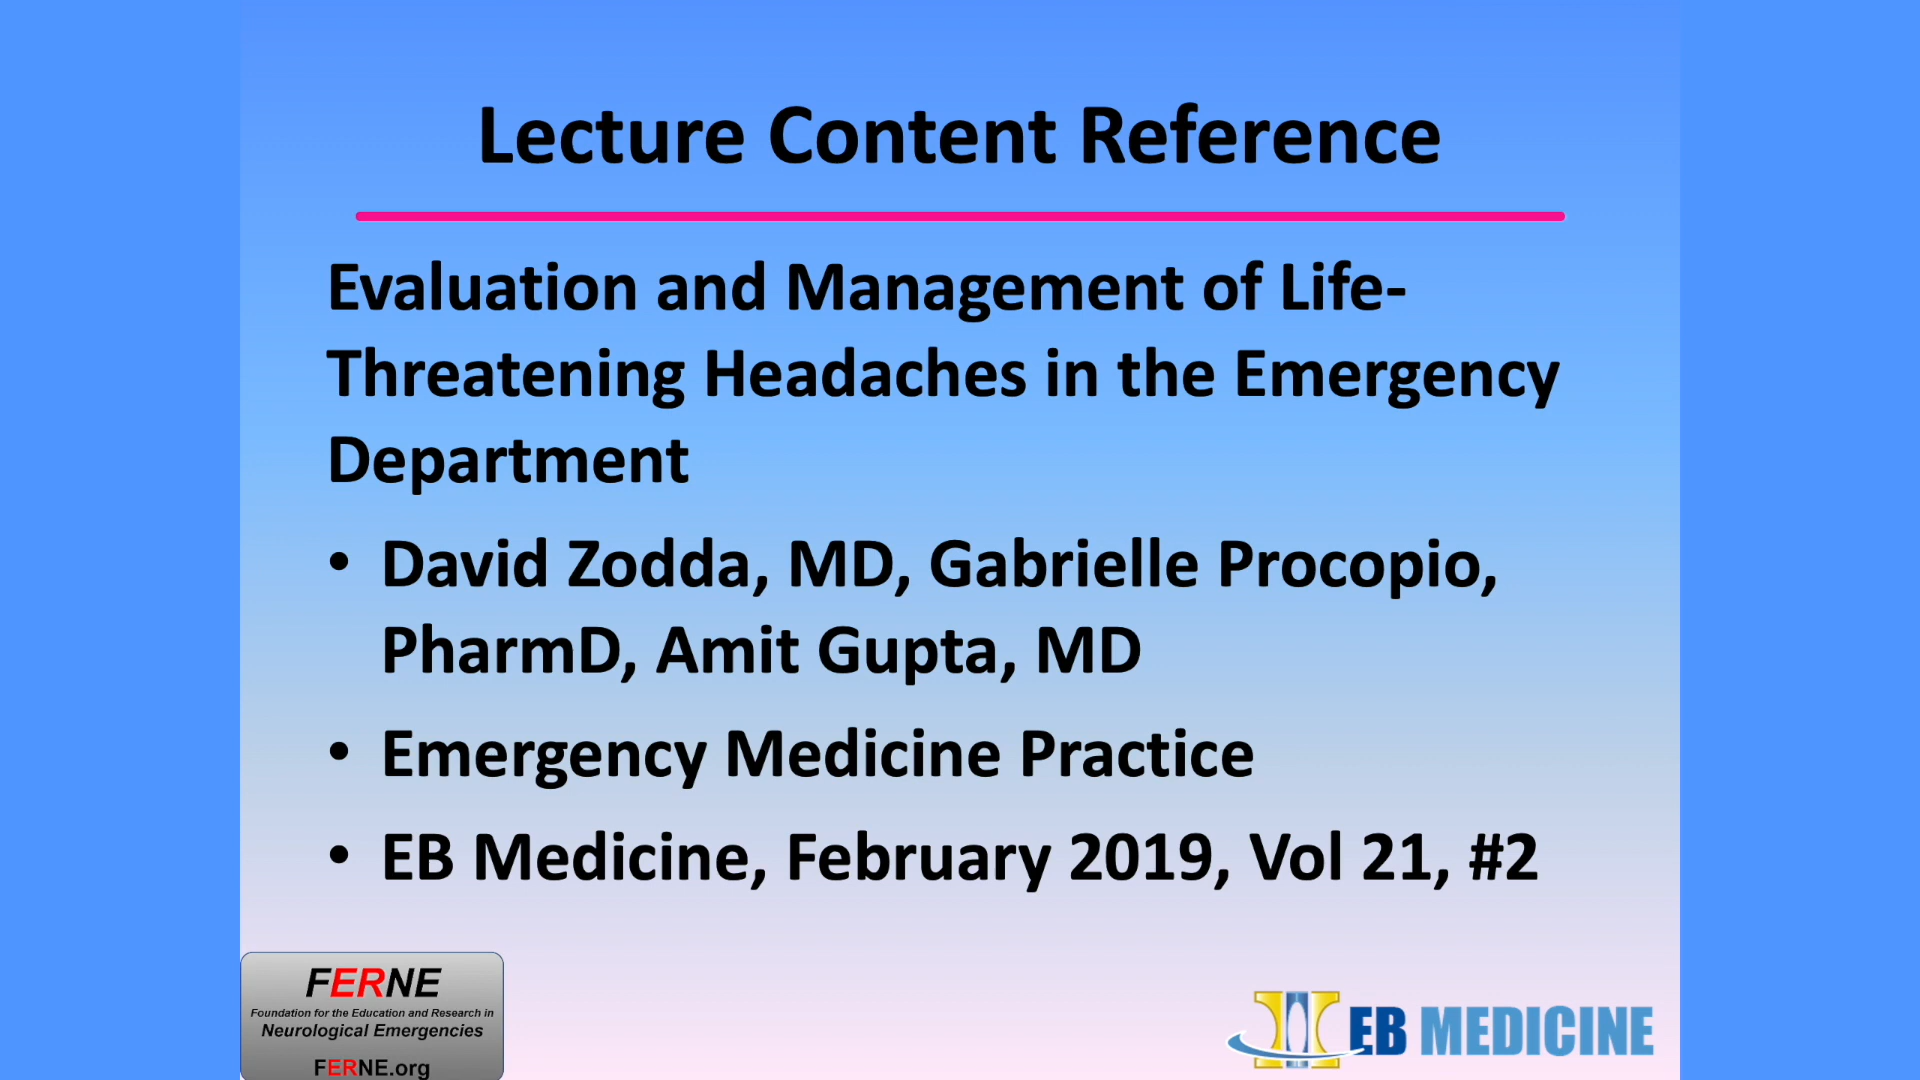 Lecture Content Reference
Evaluation and Management of Life-
Threatening Headaches in the Emergency
Department
• David Zodda, MD, Gabrielle Procopio,
PharmD, Amit Gupta, MD
• Emergency Medicine Practice
• EB Medicine, February 2019, Vol 21, #2
FERNE
Foundation for the Education and Research in
Neurological Emergencies
FERNE.org
EB MEDICINE